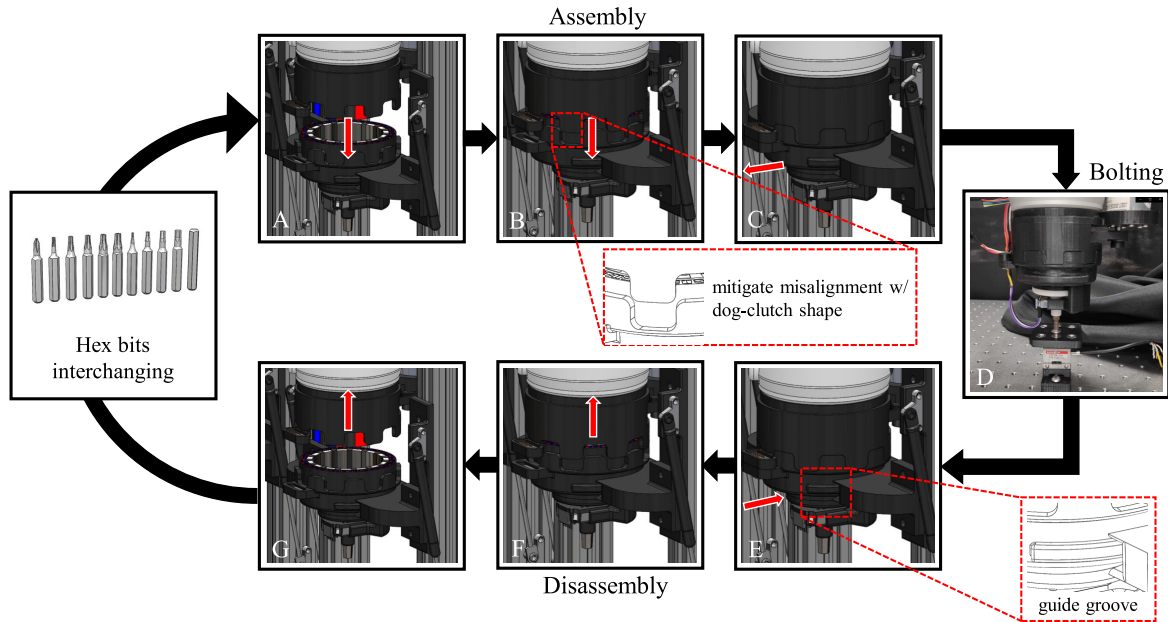 Assembly
A
B
C
Bolting
D
mitigate misalignment w/
dog-clutch shape
Hex bits
interchanging
G
F
E
Disassembly
guide groove